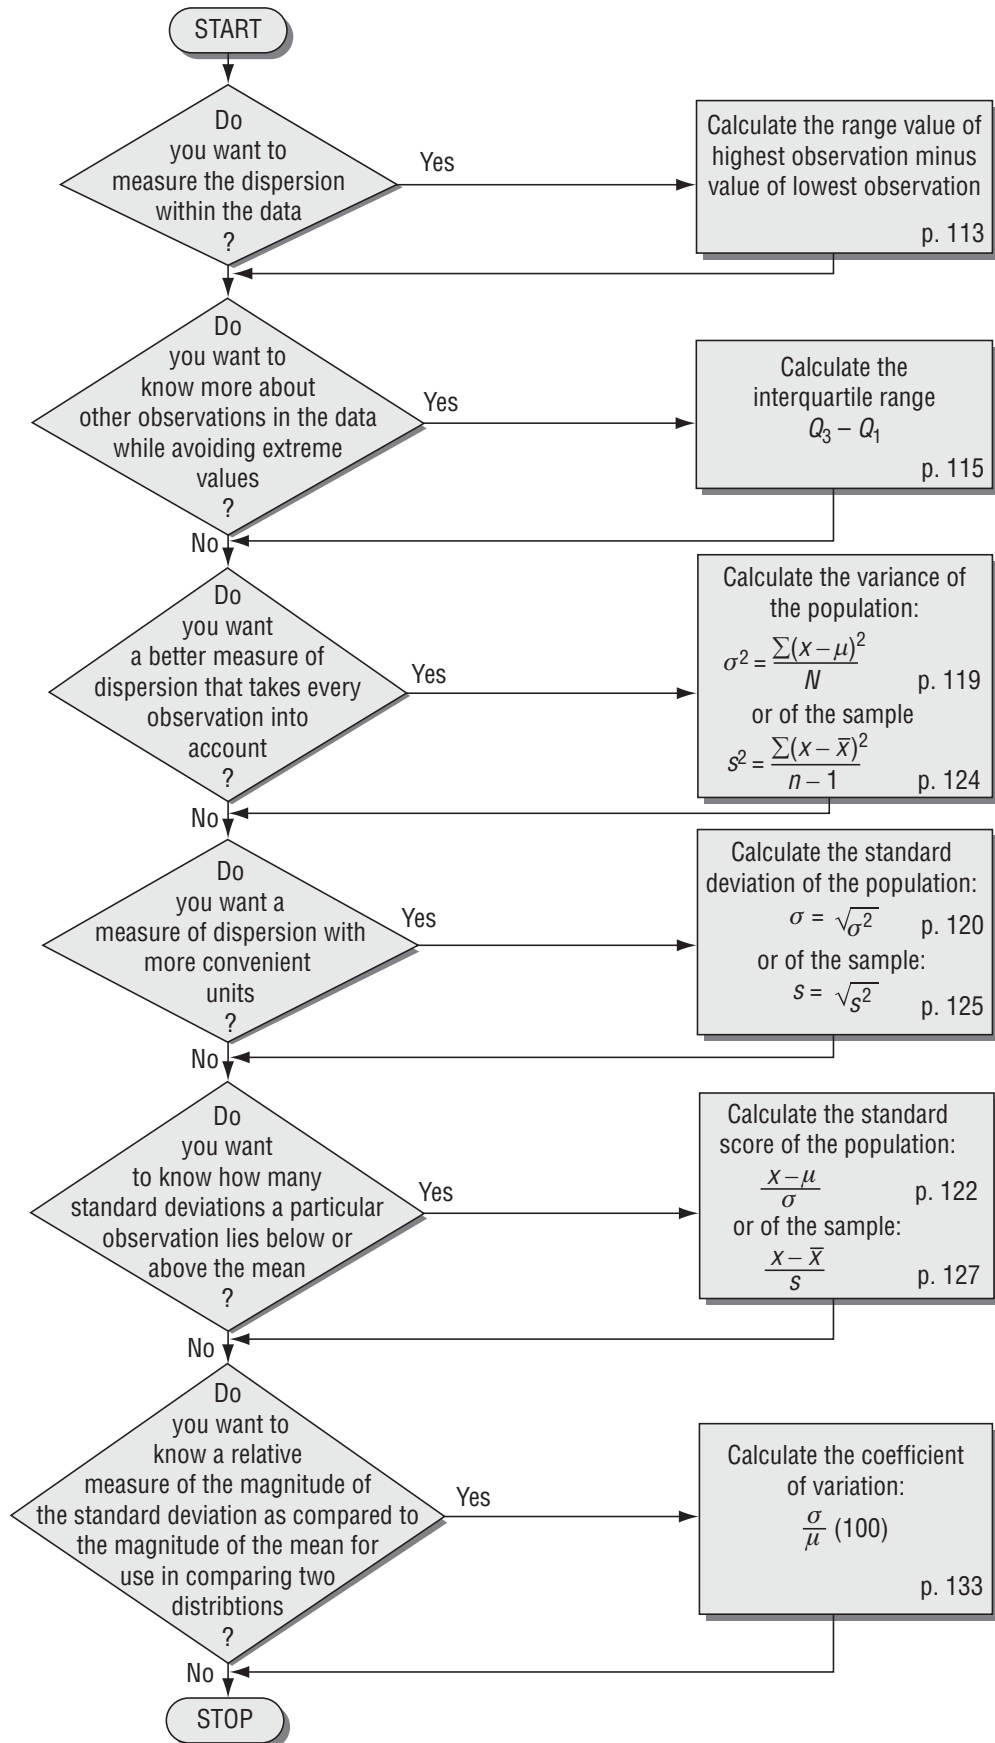 START
Do
you want to
measure the dispersion
within the data
?
Yes
Calculate the range value of
highest observation minus
value of lowest observation
p. 113
Do
you want to
know more about
other observations in the data
while avoiding extreme
values
?
Yes
Calculate the
interquartile range
Q₃ – Q₁
p. 115
No
Do
you want
a better measure of
dispersion that takes every
observation into
account
?
Yes
Calculate the variance of
the population:
σ² = ∑(x – μ)² / N p. 119
or of the sample
s² = ∑(x – x̄)² / n – 1 p. 124
No
Do
you want a
measure of dispersion with
more convenient
units
?
Yes
Calculate the standard
deviation of the population:
σ = √σ² p. 120
or of the sample:
s = √s² p. 125
No
Do
you want
to know how many
standard deviations a particular
observation lies below or
above the mean
?
Yes
Calculate the standard
score of the population:
x – μ / σ p. 122
or of the sample:
x – x̄ / s p. 127
No
Do
you want to
know a relative
measure of the magnitude of
the standard deviation as compared to
the magnitude of the mean for
use in comparing two
distribtions
?
Yes
Calculate the coefficient
of variation:
σ / μ (100)
p. 133
No
STOP